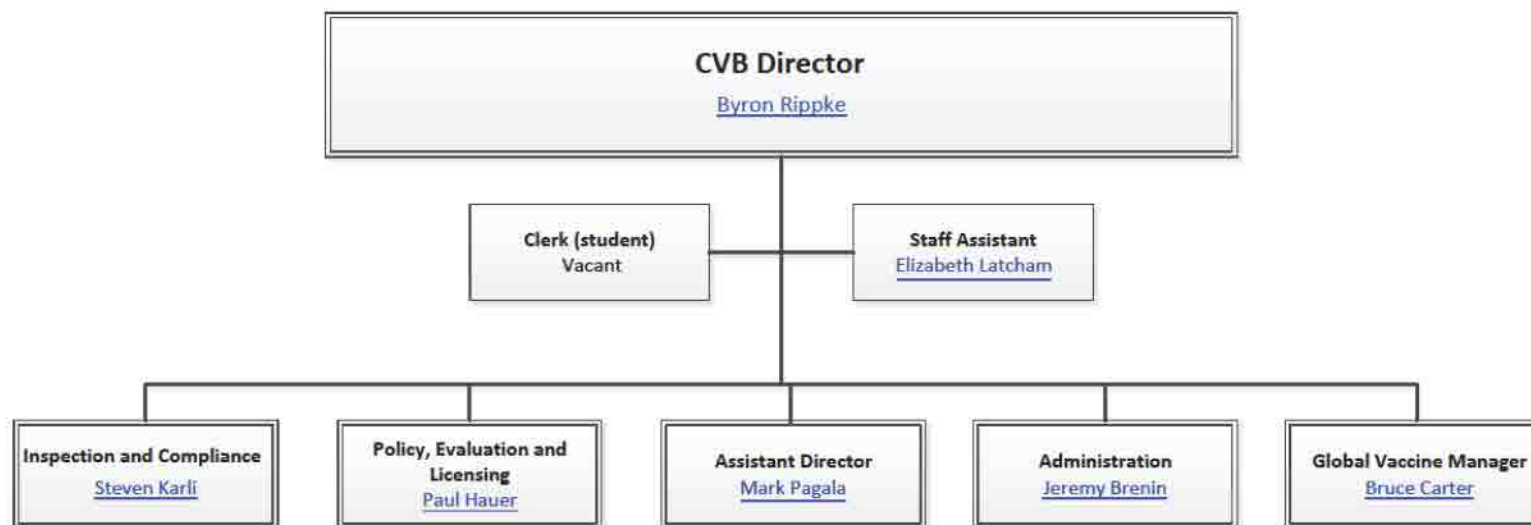 CVB Director
Byron Rippke
Clerk (student)
Vacant
Staff Assistant
Elizabeth Latcham
Inspection and Compliance
Steven Karli
Policy, Evaluation and
Licensing
Paul Hauer
Assistant Director
Mark Pagala
Administration
Jeremy Brenin
Global Vaccine Manager
Bruce Carter